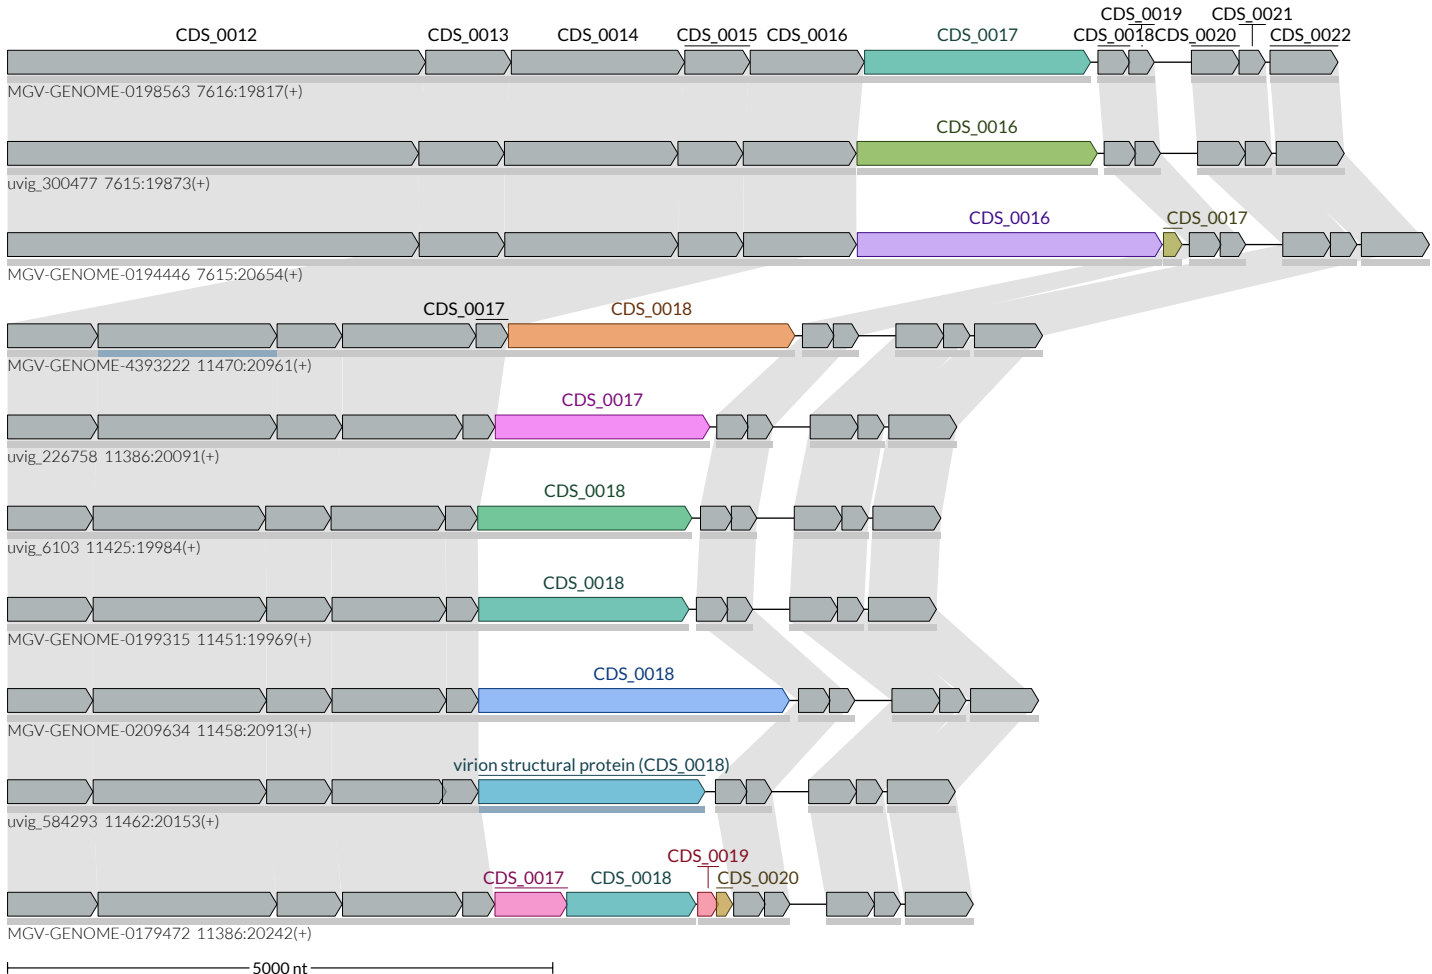 CDS_0019 CDS_0021
CDS_0012 CDS_0013 CDS_0014 CDS_0015 CDS_0016 CDS_0017 CDS_0018 CDS_0020 CDS_0022
MGV-GENOME-0198563 7616:19817(+)
CDS_0016
uvig_300477 7615:19873(+)
CDS_0016 CDS_0017
MGV-GENOME-0194446 7615:20654(+)
CDS_0017 CDS_0018
MGV-GENOME-4393222 11470:20961(+)
CDS_0017
uvig_226758 11386:20091(+)
CDS_0018
uvig_6103 11425:19984(+)
CDS_0018
MGV-GENOME-0199315 11451:19969(+)
CDS_0018
MGV-GENOME-0209634 11458:20913(+)
virion structural protein (CDS_0018)
uvig_584293 11462:20153(+)
CDS_0019
CDS_0017 CDS_0018 CDS_0020
MGV-GENOME-0179472 11386:20242(+)
5000 nt